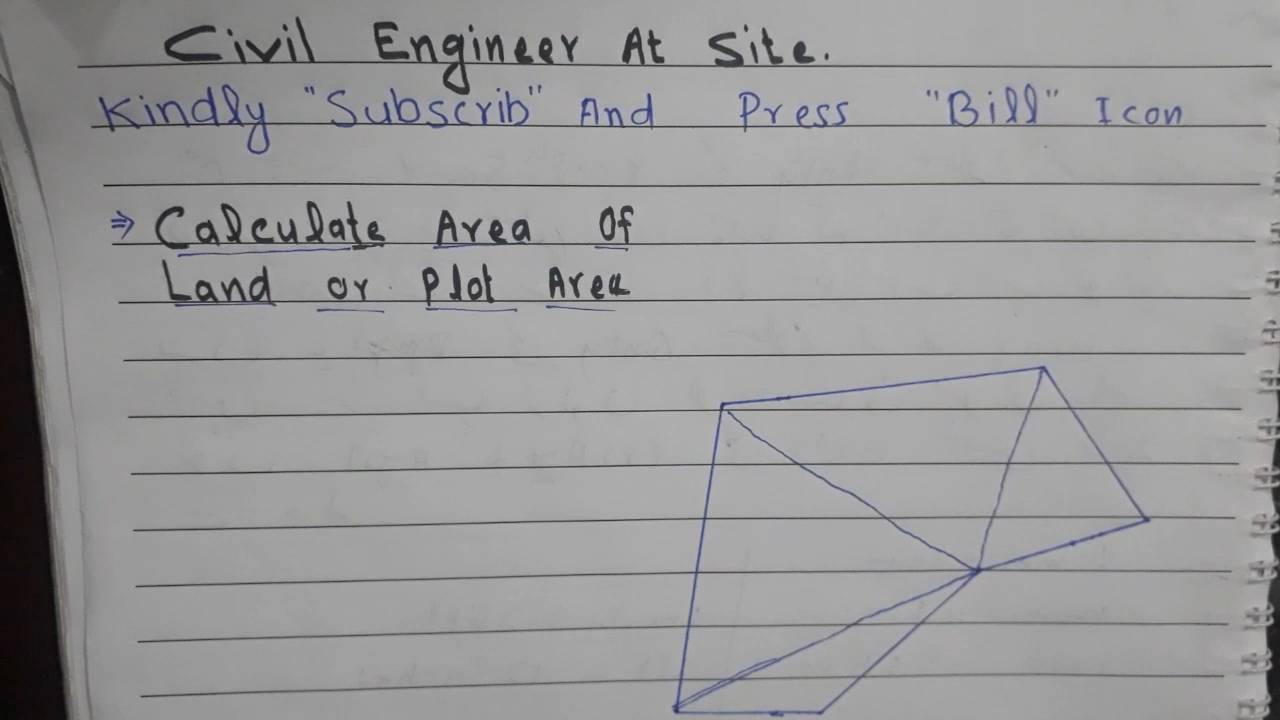 Civil Engineer At Site.
Kindly "Subscrib" And Press "Bill" Icon
⇒ Calculate Area Of
Land or Plot Area